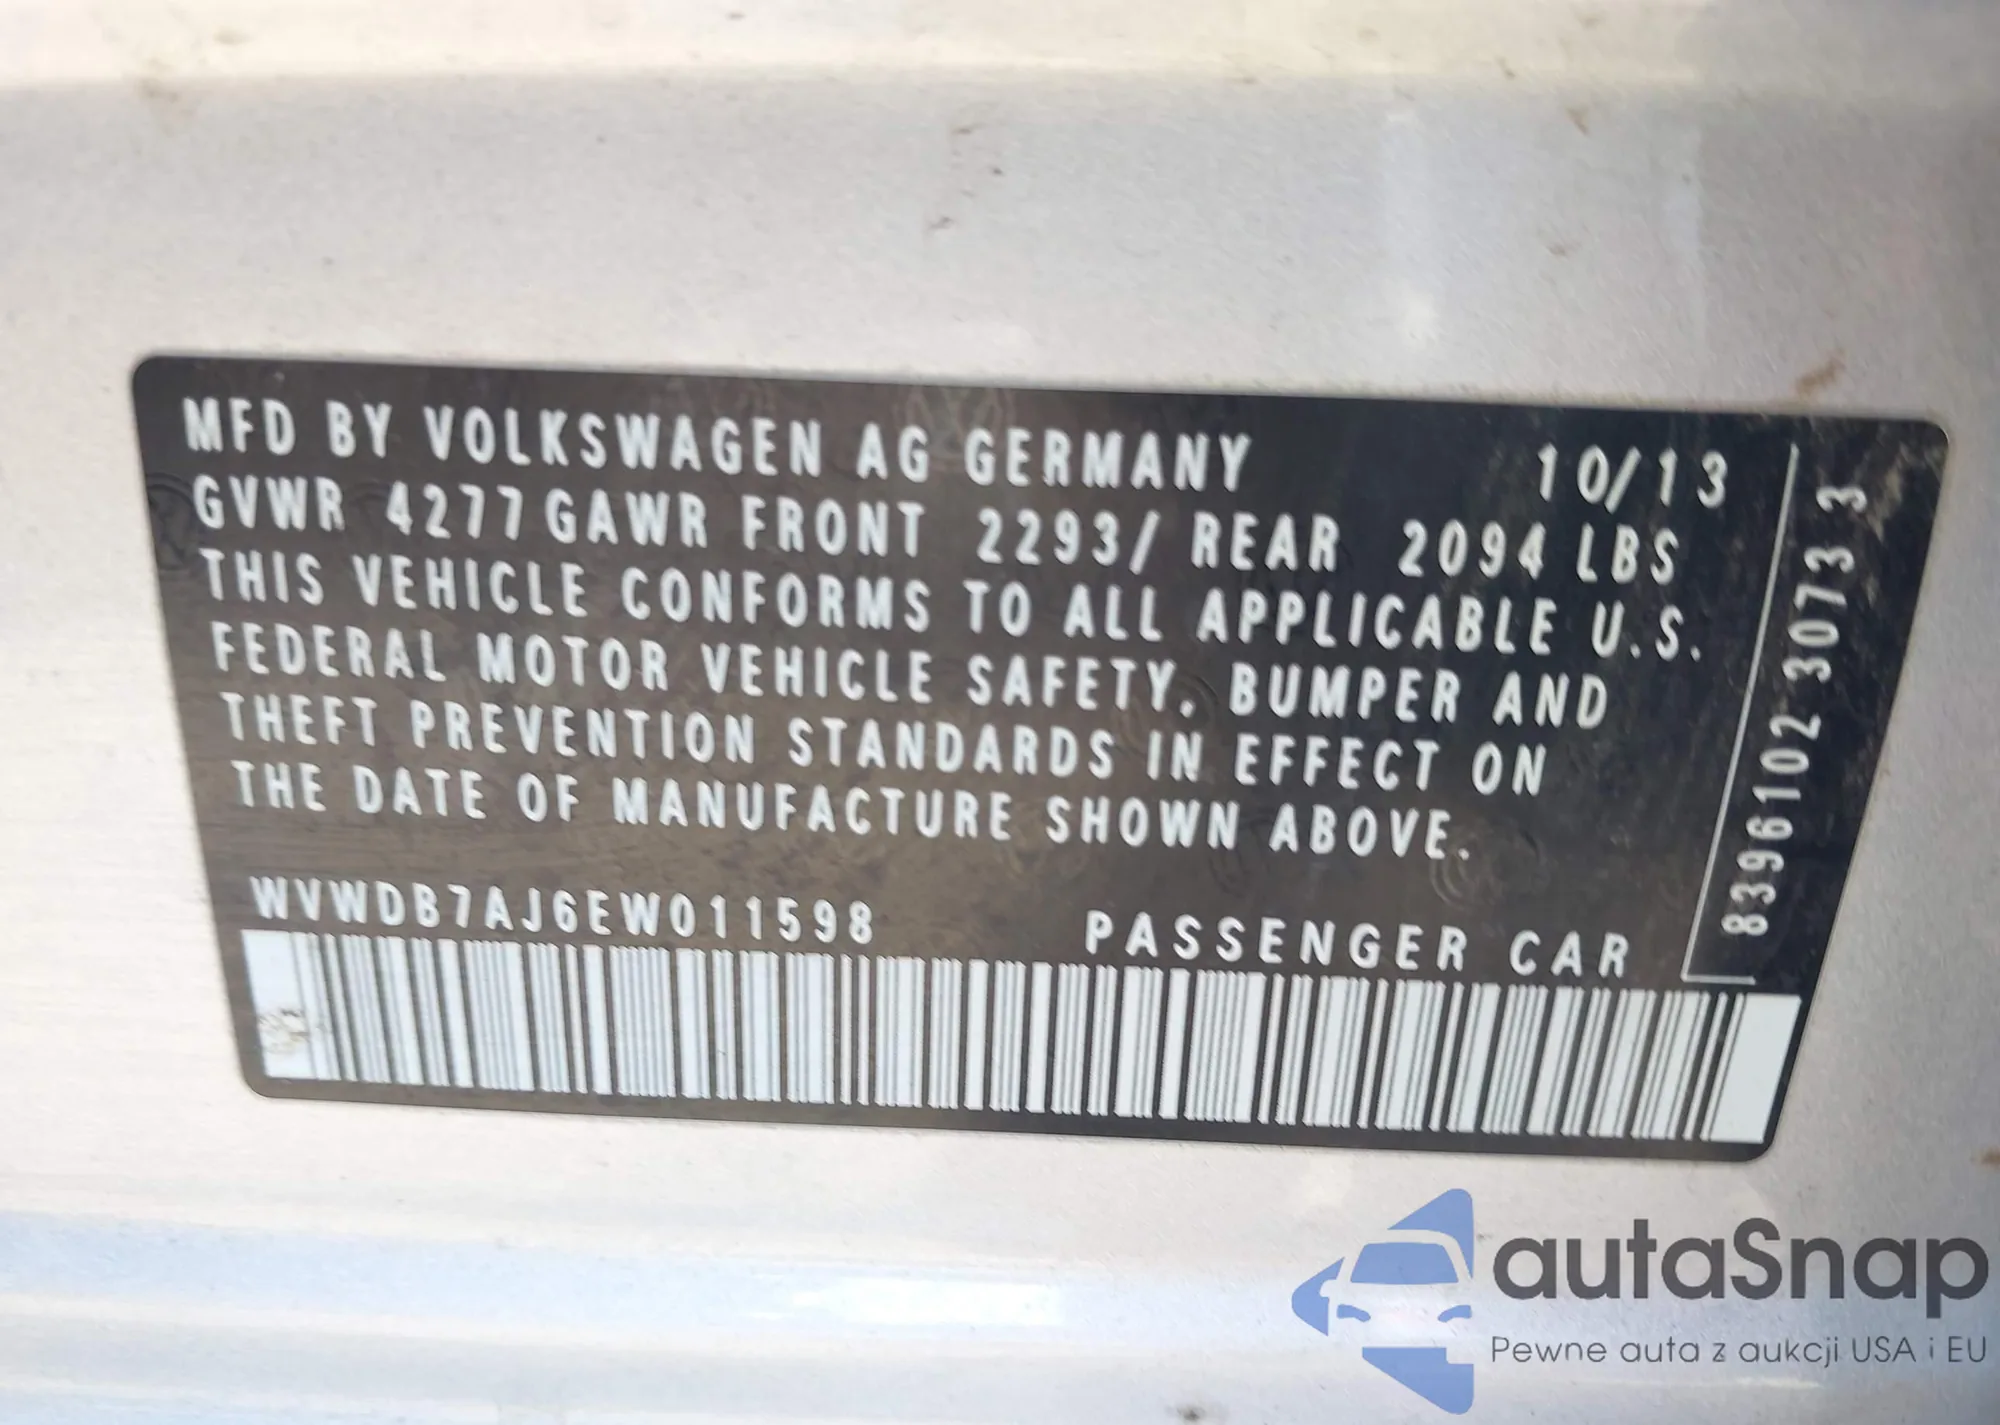 MFD BY VOLKSWAGEN AG GERMANY 10/13
GVWR 4277 GAWR FRONT 2293/ REAR 2094 LBS
THIS VEHICLE CONFORMS TO ALL APPLICABLE U.S.
FEDERAL MOTOR VEHICLE SAFETY, BUMPER AND
THEFT PREVENTION STANDARDS IN EFFECT ON
THE DATE OF MANUFACTURE SHOWN ABOVE.
WVWDB7AJ6EW011598 PASSENGER CAR
8396102 3073 3
autaSnap
Pewne auta z aukcji USA i EU